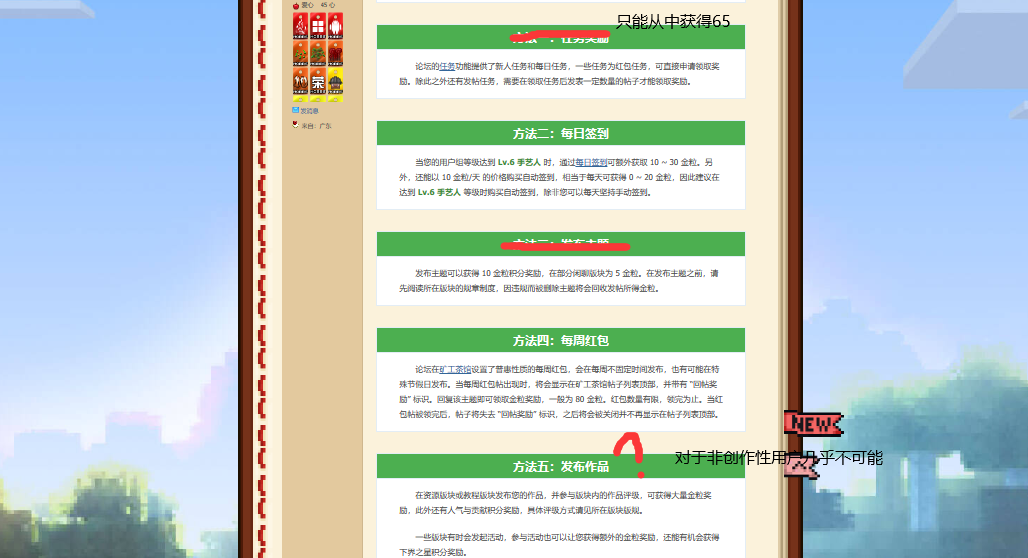 爱心 45 心
只能从中获得65
方法一：任务奖励
论坛的任务功能提供了新人任务和每日任务，一些任务为红包任务，可直接申请领取奖
励。除此之外还有发帖任务，需要在领取任务后发表一定数量的帖子才能领取奖励。
发消息
来自：广东
方法二：每日签到
当您的用户组等级达到 Lv.6 手艺人 时，通过每日签到可额外获取 10 ~ 30 金粒。另
外，还能以 10 金粒/天 的价格购买自动签到，相当于每天可获得 0 ~ 20 金粒，因此建议在
达到 Lv.6 手艺人 等级时购买自动签到，除非您可以每天坚持手动签到。
方法三：发布主题
发布主题可以获得 10 金粒积分奖励，在部分闲聊版块为 5 金粒。在发布主题之前，请
先阅读所在版块的规章制度，因违规而被删除主题将会回收发帖所得金粒。
方法四：每周红包
论坛在矿工茶馆设置了普惠性质的每周红包，会在每周不固定时间发布，也有可能在特
殊节假日发布。当每周红包帖出现时，将会显示在矿工茶馆帖子列表顶部，并带有 "回帖奖
励" 标识。回复该主题即可领取金粒奖励，一般为 80 金粒。红包数量有限，领完为止。当红
包帖被领完后，帖子将失去 "回帖奖励" 标识，之后将会被关闭并不再显示在帖子列表顶部。
NEW
对于非创作性用户几乎不可能
方法五：发布作品
在资源版块或教程版块发布您的作品，并参与版块内的作品评级，可获得大量金粒奖
励，此外还有人气与贡献积分奖励，具体评级方式请见所在版块版规。
一些版块有时会发起活动，参与活动也可以让您获得额外的金粒奖励，还能有机会获得
下界之星积分奖励。